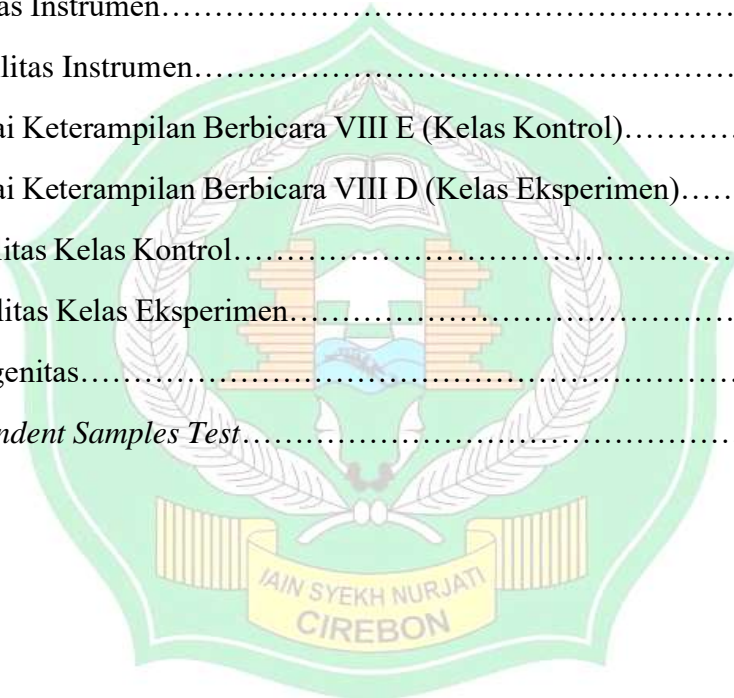 as Instrumen……………………………………………………
litas Instrumen…………………………………………………
ai Keterampilan Berbicara VIII E (Kelas Kontrol)…………
ai Keterampilan Berbicara VIII D (Kelas Eksperimen)……
litas Kelas Kontrol……………………………………………
litas Kelas Eksperimen………………………………………
genitas…………………………………………………………
ndent Samples Test……………………………………………
IAIN SYEKH NURJATI
CIREBON